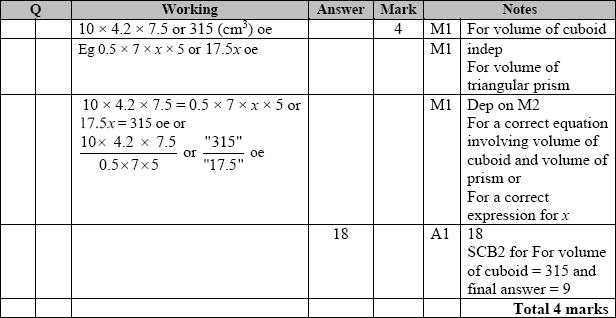 Q Working Answer Mark Notes
10 × 4.2 × 7.5 or 315 (cm³) oe 4 M1 For volume of cuboid
Eg 0.5 × 7 × x × 5 or 17.5x oe M1 indep
For volume of
triangular prism
10 × 4.2 × 7.5 = 0.5 × 7 × x × 5 or M1 Dep on M2
17.5x = 315 oe or For a correct equation
10× 4.2 × 7.5 / 0.5×7×5 or "315" / "17.5" oe involving volume of
cuboid and volume of
prism or
For a correct
expression for x
18 A1 18
SCB2 for For volume
of cuboid = 315 and
final answer = 9
Total 4 marks